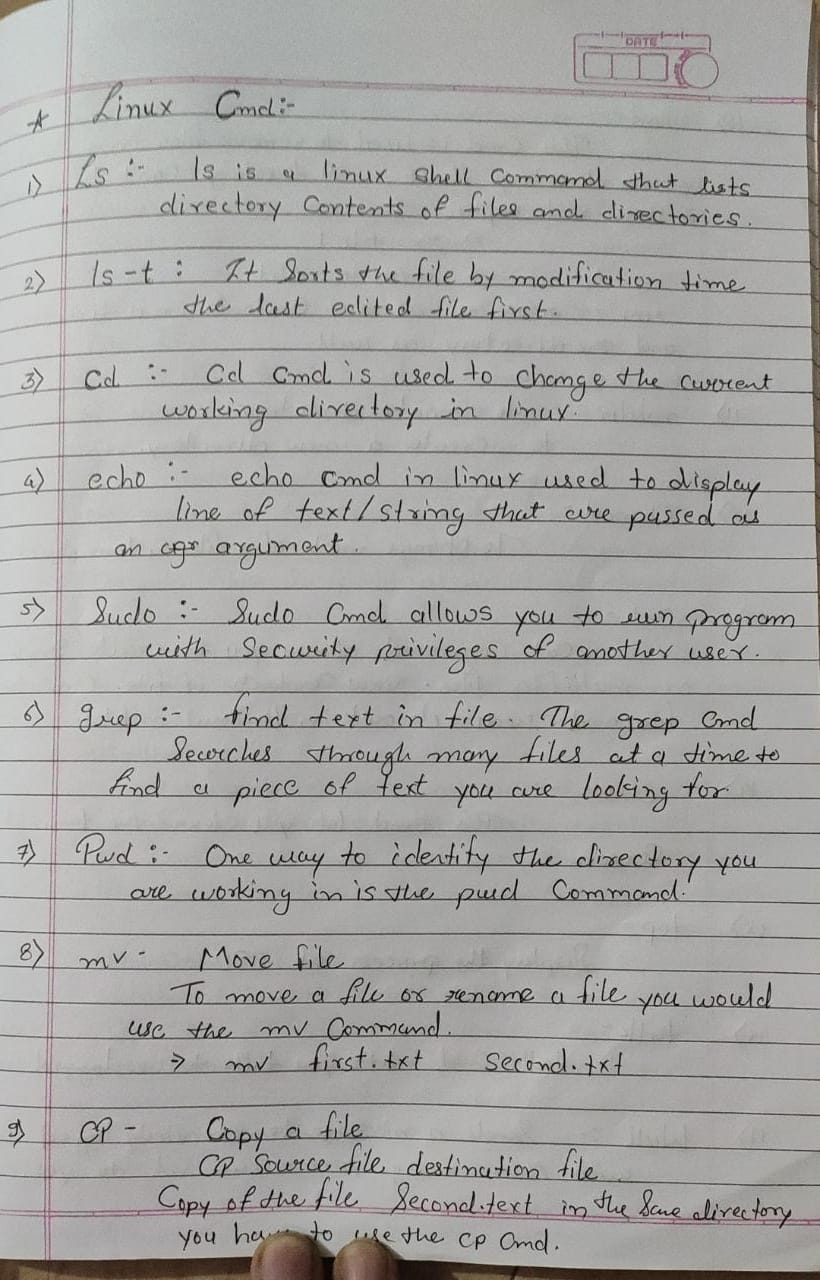 DATE
* Linux Cmd:-
1) Ls :- ls is a linux shell Command that lists
directory Contents of files and directories.
2) ls-t : It Sorts the file by modification time
the last edited file first.
3) Cd :- Cd Cmd is used to change the current
working directory in linux.
4) echo :- echo cmd in linux used to display
line of text/string that are passed as
an argument.
5) Sudo :- Sudo Cmd allows you to run program
with Security privileges of another user.
6) grep :- find text in file. The grep Cmd
Searches through many files at a time to
find a piece of text you are looking for.
7) Pwd :- One way to identify the directory you
are working in is the pwd Command.
8) mv - Move file
To move a file or rename a file you would
use the mv Command.
⇒ mv first.txt second.txt
9) CP - Copy a file
CP Source file destination file
Copy of the file Second.text in the Same directory
you have to use the cp Cmd.